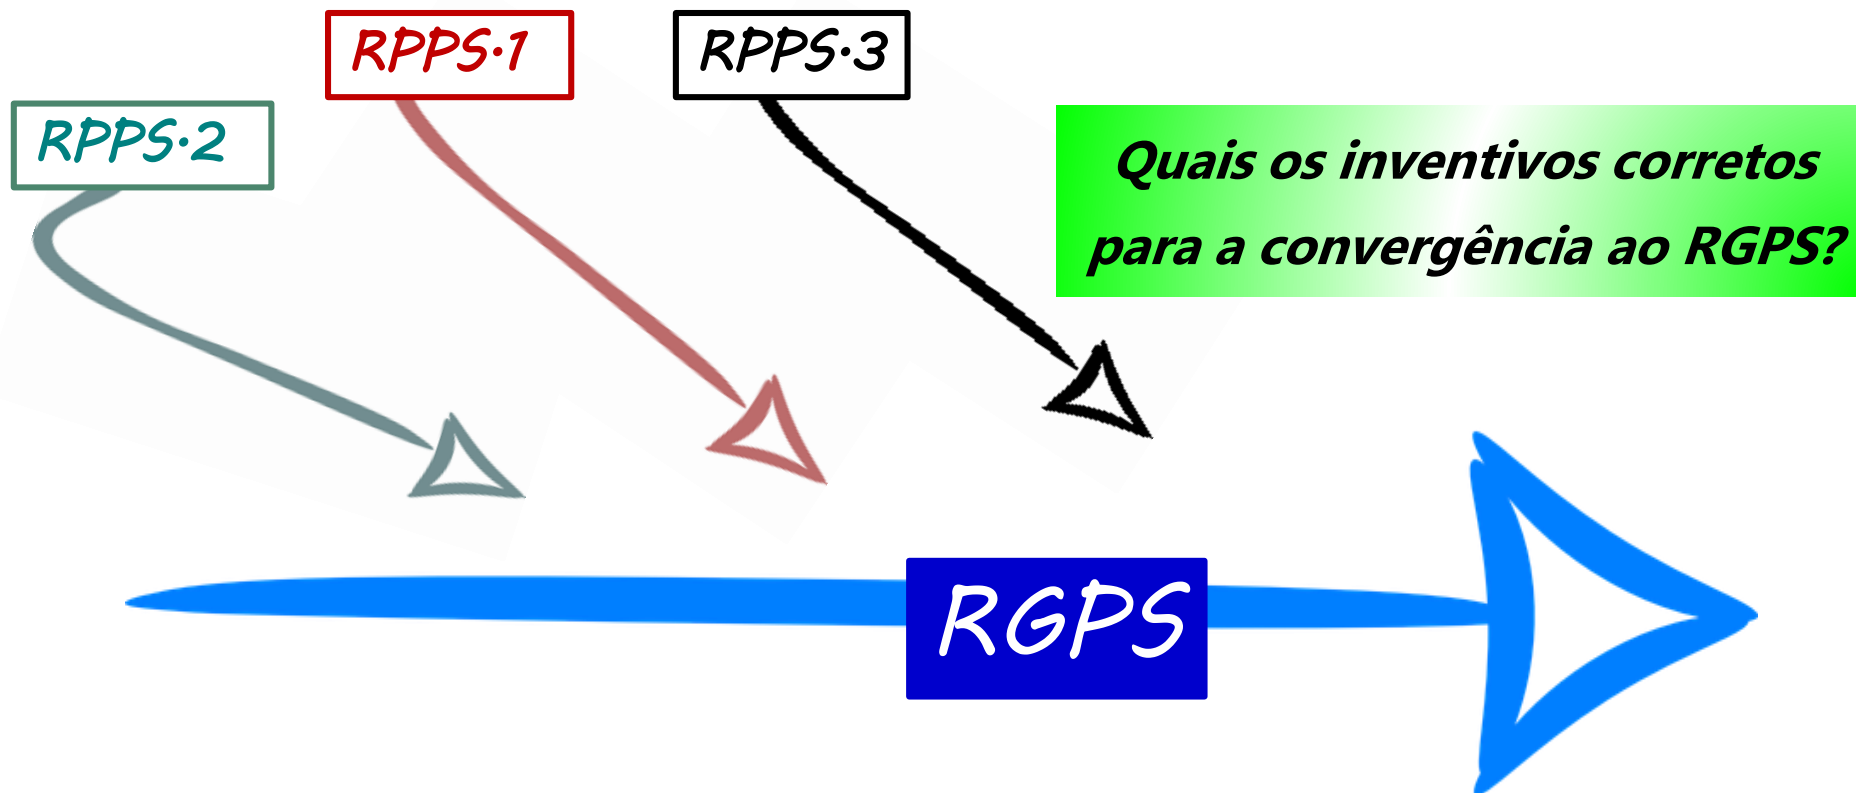 RPPS.1
RPPS.3
RPPS.2
Quais os inventivos corretos
para a convergência ao RGPS?
RGPS